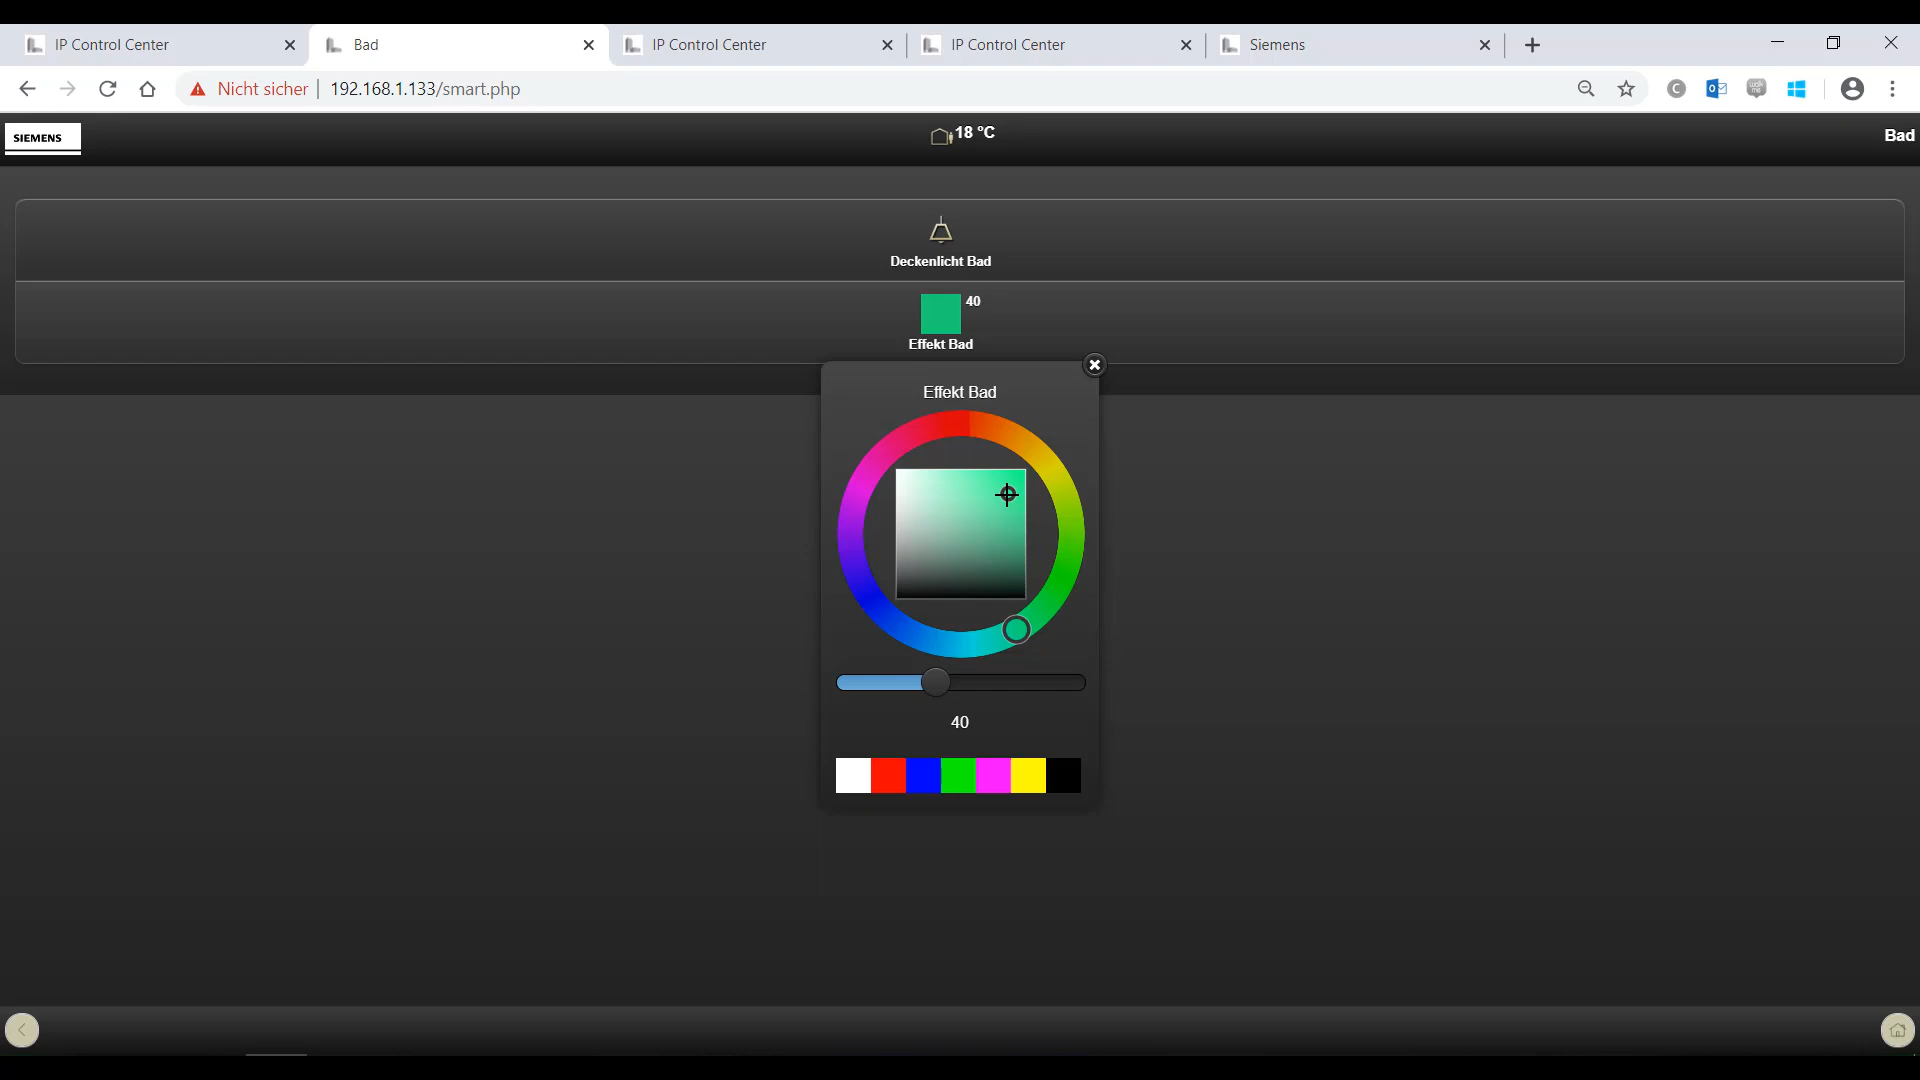 IP Control Center
Bad
IP Control Center
IP Control Center
Siemens
Nicht sicher
192.168.1.133/smart.php
SIEMENS
18 °C
Bad
Deckenlicht Bad
40
Effekt Bad
Effekt Bad
40